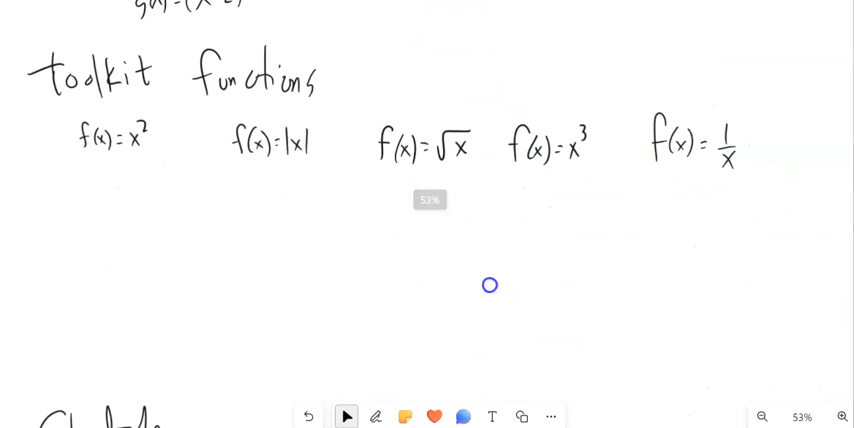 toolkit functions
f(x)=x² f(x)=|x| f(x)=√x f(x)=x³ f(x)=1/x
53%
T ... 53%